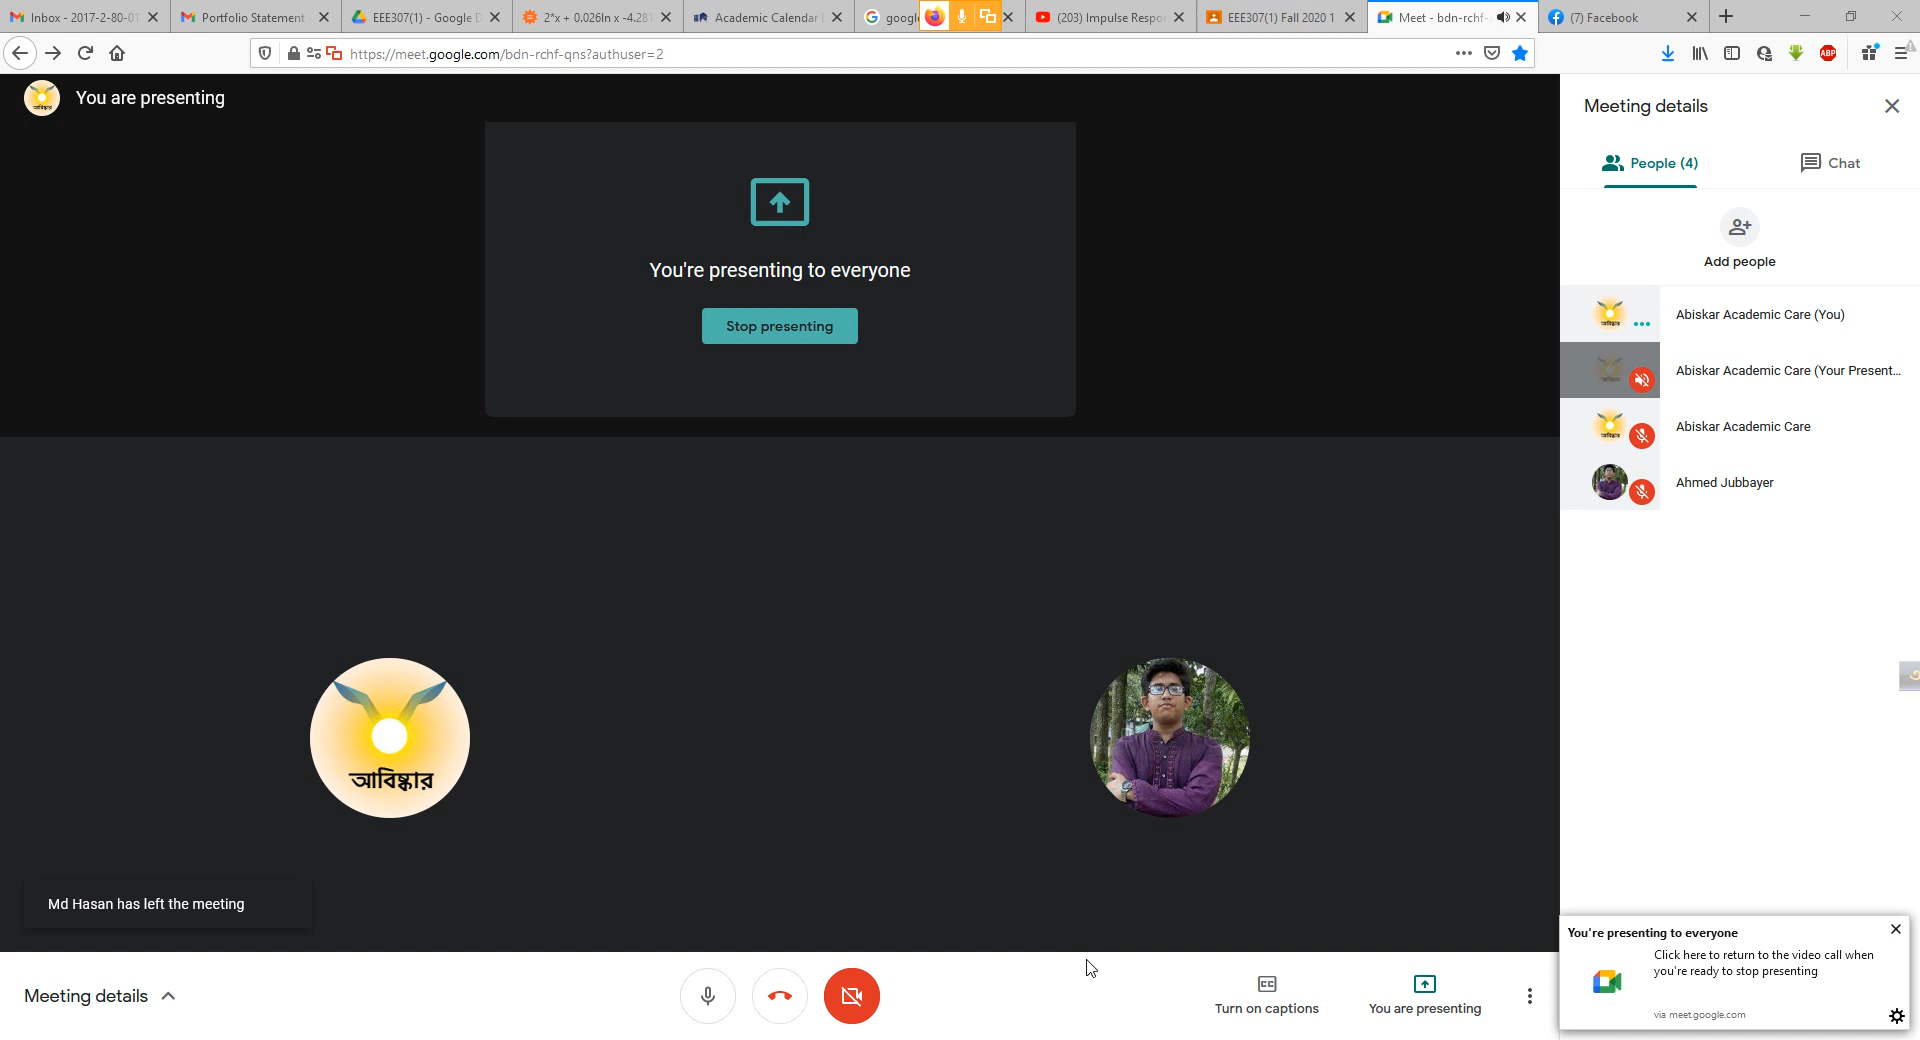 Inbox - 2017-2-80-01
Portfolio Statement -
EEE307(1) - Google D
2*x + 0.026ln x -4.281
Academic Calendar
googl
(203) Impulse Respor
EEE307(1) Fall 2020 1
Meet - bdn-rchf-
(7) Facebook
https://meet.google.com/bdn-rchf-qns?authuser=2
ABP
You are presenting
You're presenting to everyone
Stop presenting
আবিষ্কার
Md Hasan has left the meeting
Meeting details
Turn on captions
You are presenting
Meeting details
People (4)
Chat
Add people
Abiskar Academic Care (You)
Abiskar Academic Care (Your Present...
Abiskar Academic Care
Ahmed Jubbayer
You're presenting to everyone
Click here to return to the video call when
you're ready to stop presenting
via meet.google.com